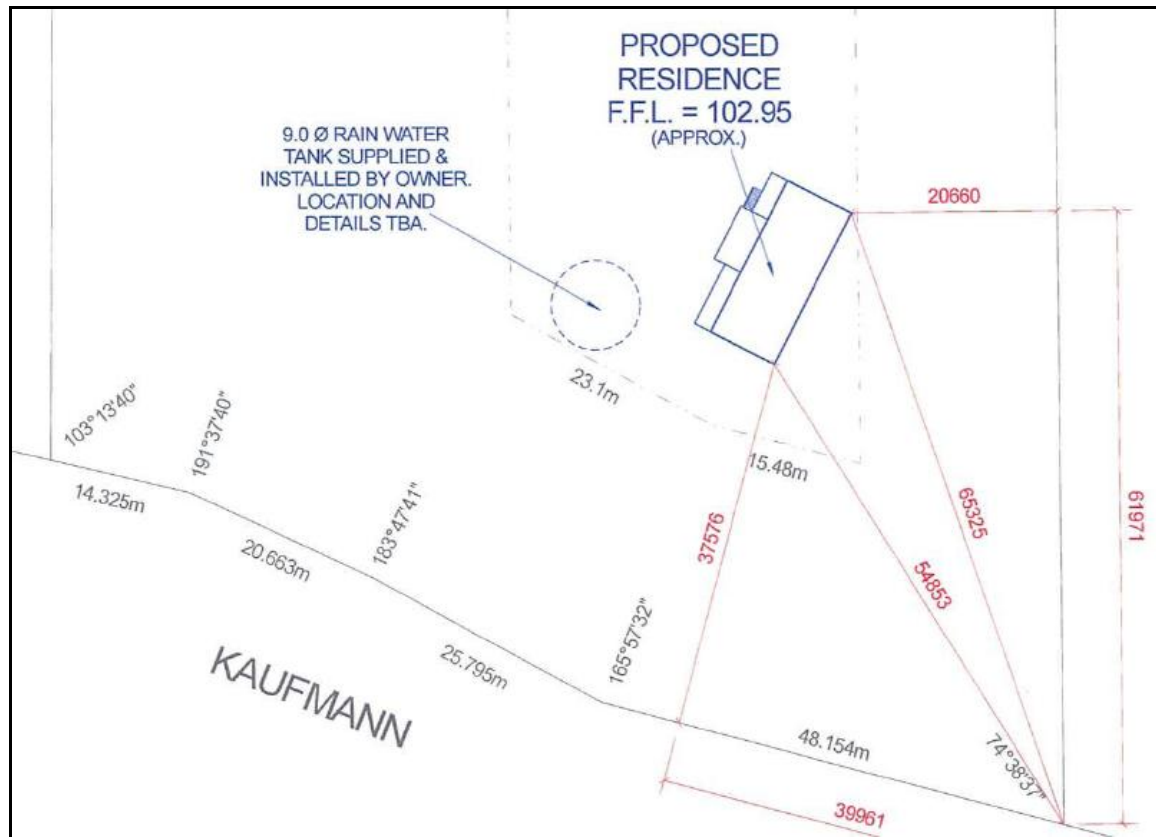 PROPOSED
RESIDENCE
F.F.L. = 102.95
(APPROX.)
9.0 Ø RAIN WATER
TANK SUPPLIED &
INSTALLED BY OWNER.
LOCATION AND
DETAILS TBA.
20660
23.1m
103°13'40"
191°37'40"
15.48m
14.325m
183°47'41"
65325
61971
37576
20.663m
54853
165°57'32"
25.795m
KAUFMANN
48.154m
74°38'37"
39961